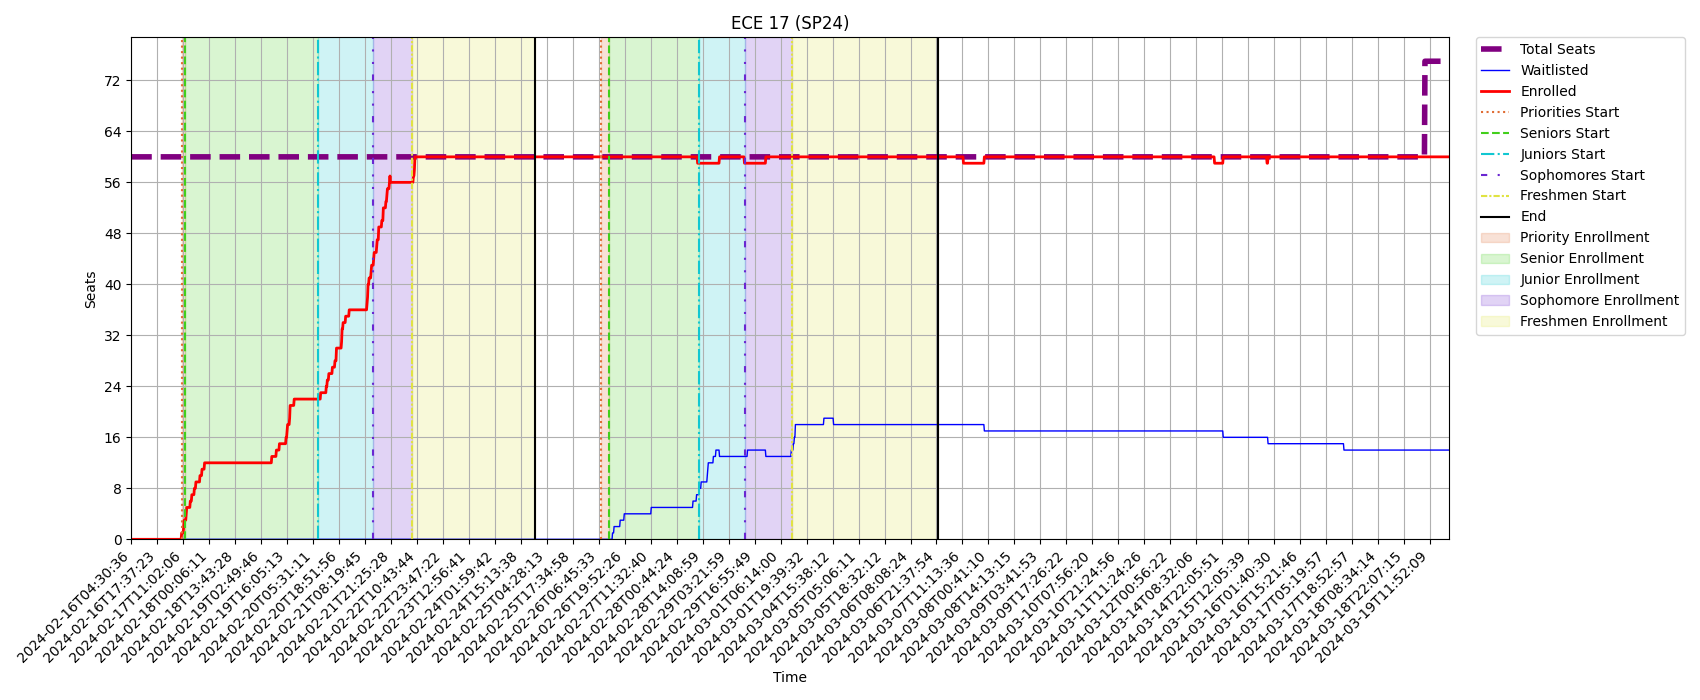 ECE 17 (SP24)
Seats
72
64
56
48
40
32
24
16
8
0
2024-02-16T04:30:36
2024-02-16T17:37:23
2024-02-17T11:02:06
2024-02-18T00:06:11
2024-02-18T13:43:28
2024-02-19T02:49:46
2024-02-19T16:05:13
2024-02-20T05:31:11
2024-02-20T18:51:56
2024-02-21T08:19:45
2024-02-21T21:25:28
2024-02-22T10:43:44
2024-02-22T23:47:22
2024-02-23T12:56:41
2024-02-24T01:59:42
2024-02-24T15:13:38
2024-02-25T04:28:13
2024-02-25T17:34:58
2024-02-26T06:45:33
2024-02-26T19:52:26
2024-02-27T11:32:40
2024-02-28T00:44:24
2024-02-28T14:08:59
2024-02-29T03:21:59
2024-02-29T16:55:49
2024-03-01T06:14:00
2024-03-01T19:39:32
2024-03-04T15:38:12
2024-03-05T05:06:11
2024-03-05T18:32:12
2024-03-06T08:08:24
2024-03-06T21:37:54
2024-03-07T11:13:36
2024-03-08T00:41:10
2024-03-08T14:13:15
2024-03-09T03:41:53
2024-03-09T17:26:22
2024-03-10T07:56:20
2024-03-10T21:24:56
2024-03-11T11:24:26
2024-03-12T00:56:22
2024-03-14T08:32:06
2024-03-14T22:05:51
2024-03-15T12:05:39
2024-03-16T01:40:30
2024-03-16T15:21:46
2024-03-17T05:19:57
2024-03-17T18:52:57
2024-03-18T08:34:14
2024-03-18T22:07:15
2024-03-19T11:52:09
Time
Total Seats
Waitlisted
Enrolled
Priorities Start
Seniors Start
Juniors Start
Sophomores Start
Freshmen Start
End
Priority Enrollment
Senior Enrollment
Junior Enrollment
Sophomore Enrollment
Freshmen Enrollment